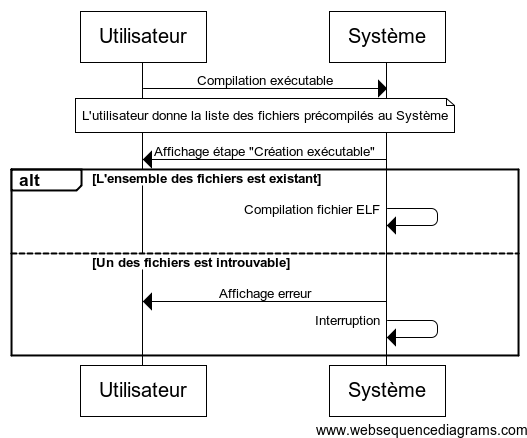 Utilisateur
Système
Compilation exécutable
L'utilisateur donne la liste des fichiers précompilés au Système
Affichage étape "Création exécutable"
alt
[L'ensemble des fichiers est existant]
Compilation fichier ELF
[Un des fichiers est introuvable]
Affichage erreur
Interruption
Utilisateur
Système
www.websequencediagrams.com